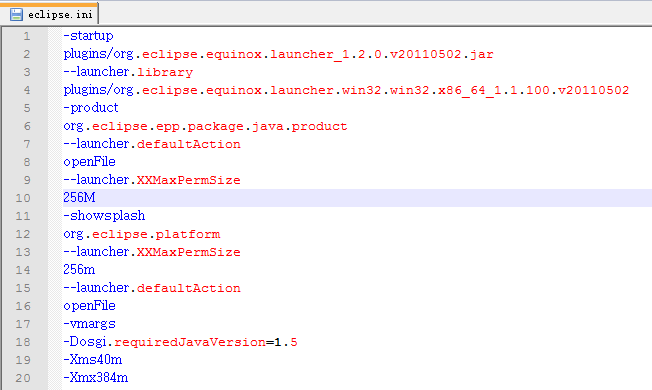 eclipse.ini
1 -startup
2 plugins/org.eclipse.equinox.launcher_1.2.0.v20110502.jar
3 --launcher.library
4 plugins/org.eclipse.equinox.launcher.win32.win32.x86_64_1.1.100.v20110502
5 -product
6 org.eclipse.epp.package.java.product
7 --launcher.defaultAction
8 openFile
9 --launcher.XXMaxPermSize
10 256M
11 -showsplash
12 org.eclipse.platform
13 --launcher.XXMaxPermSize
14 256m
15 --launcher.defaultAction
16 openFile
17 -vmargs
18 -Dosgi.requiredJavaVersion=1.5
19 -Xms40m
20 -Xmx384m